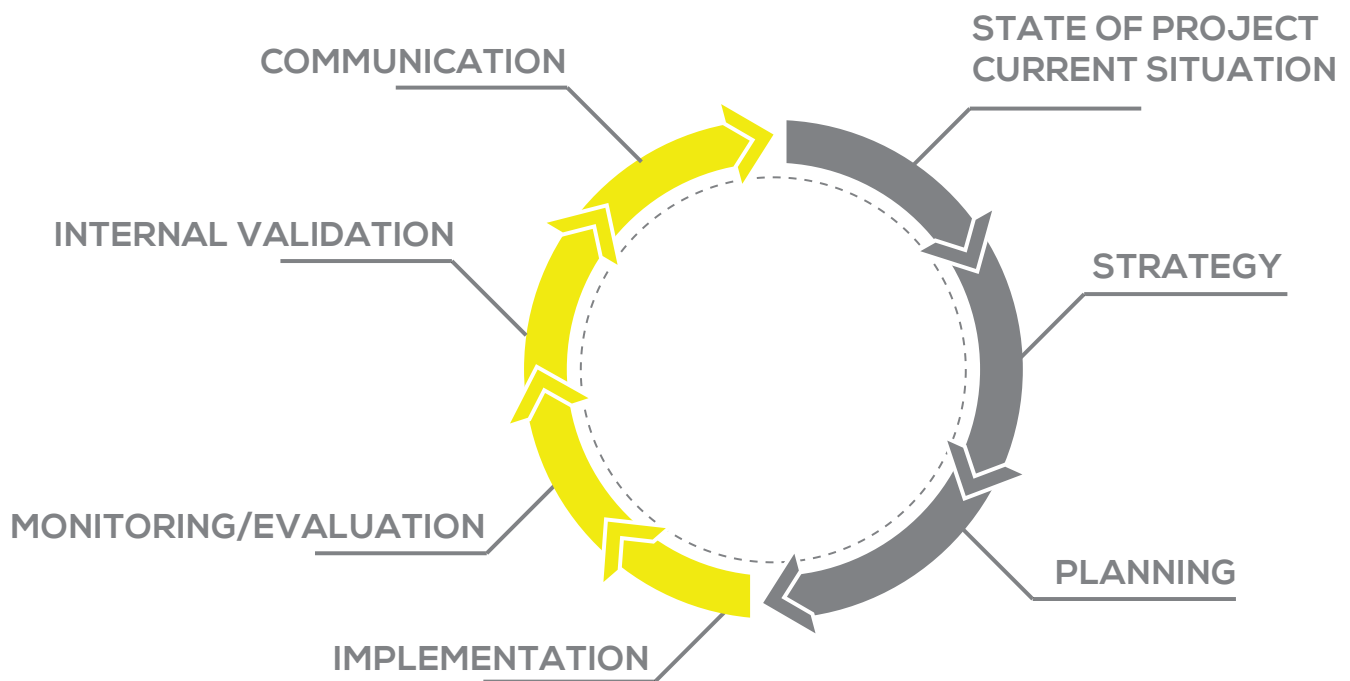 STATE OF PROJECT
CURRENT SITUATION
COMMUNICATION
INTERNAL VALIDATION
STRATEGY
MONITORING/EVALUATION
PLANNING
IMPLEMENTATION